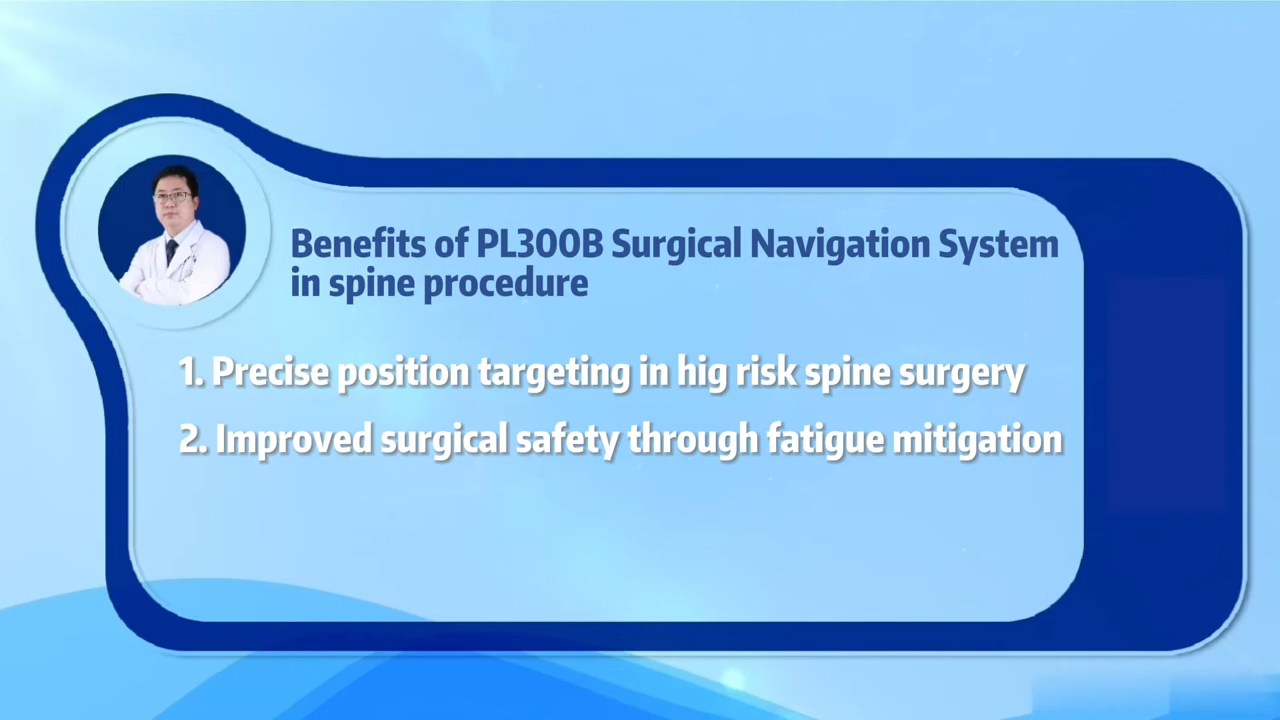 Benefits of PL300B Surgical Navigation System
in spine procedure
1. Precise position targeting in hig risk spine surgery
2. Improved surgical safety through fatigue mitigation